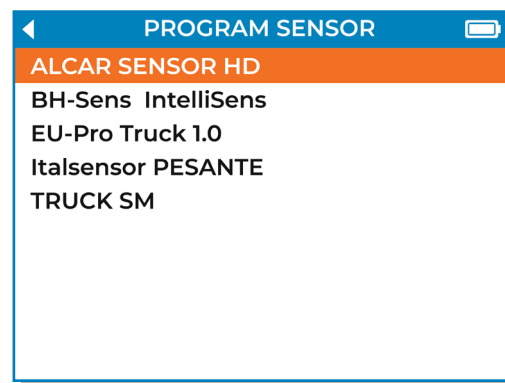 PROGRAM SENSOR
ALCAR SENSOR HD
BH-Sens  IntelliSens
EU-Pro Truck 1.0
Italsensor PESANTE
TRUCK SM